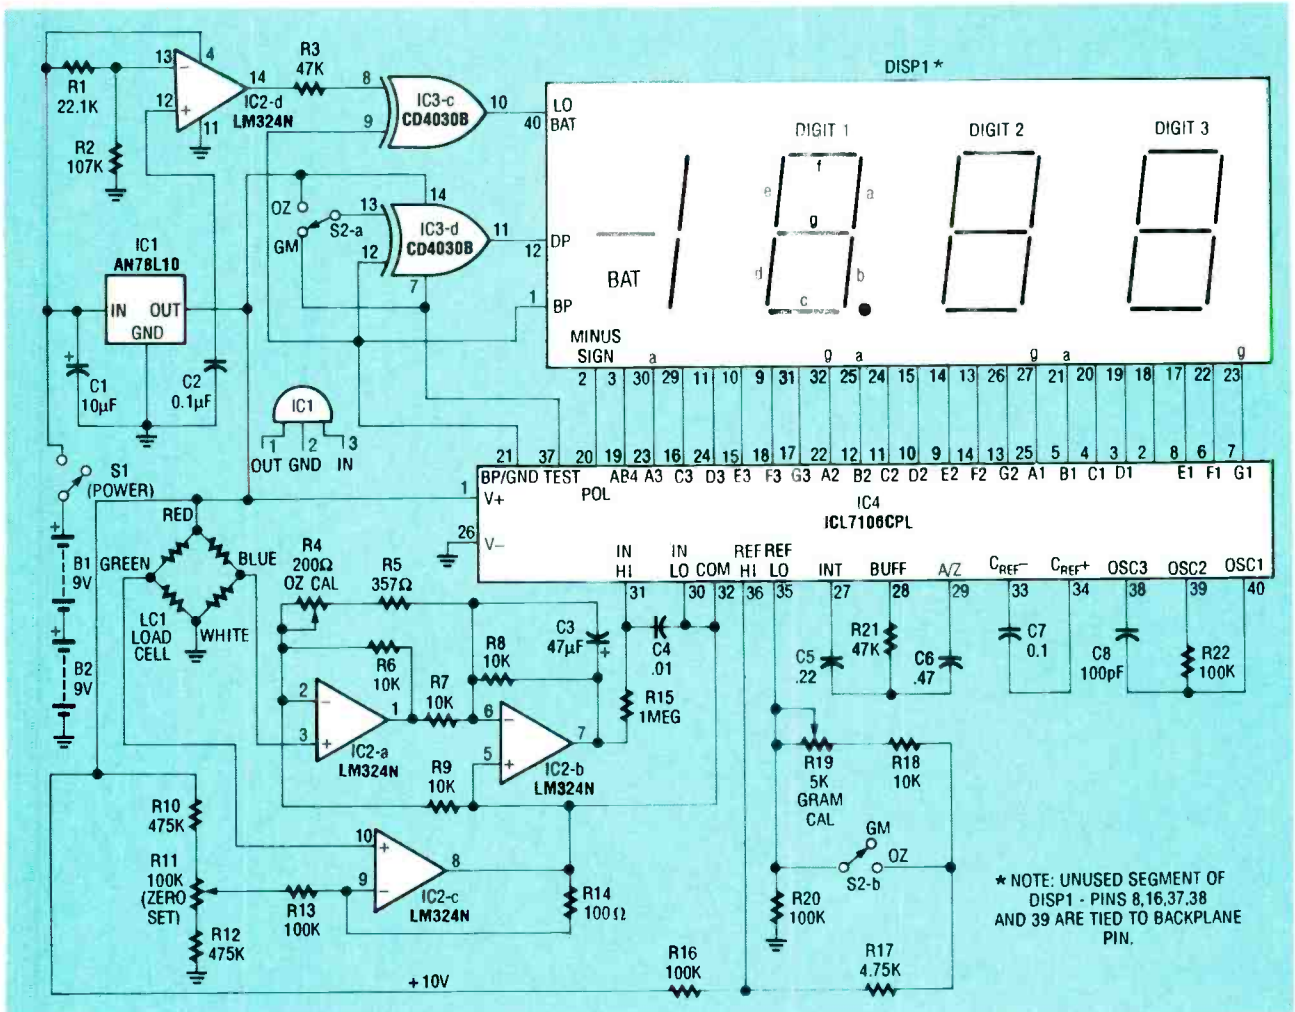 DISP1 *
R1
22.1K
R2
107K
13
12
4
14
11
IC2-d
LM324N
R3
47K
8
9
IC3-c
CD4030B
10
40
LO
BAT
OZ
GM
S2-a
13
12
14
7
IC3-d
CD4030B
11
12
DP
1
BP
BAT
DIGIT 1
DIGIT 2
DIGIT 3
f
e
a
g
d
b
c
MINUS
SIGN
a
g
a
g
a
g
2 3 30 29 11 10 9 31 32 25 24 15 14 13 26 27 21 20 19 18 17 22 23
IC1
AN78L10
IN OUT
GND
+
C1
10µF
C2
0.1µF
IC1
1 2 3
OUT GND IN
S1
(POWER)
+
B1
9V
+
B2
9V
RED
GREEN
BLUE
WHITE
LC1
LOAD
CELL
21 37 20 19 23 16 24 15 18 17 22 12 11 10 9 14 13 25 5 4 3 2 8 6 7
BP/GND TEST POL AB4 A3 C3 D3 E3 F3 G3 A2 B2 C2 D2 E2 F2 G2 A1 B1 C1 D1 E1 F1 G1
1
V+
26
V−
IC4
ICL7106CPL
IN
HI
IN
LO
COM
REF
HI
REF
LO
INT
BUFF
A/Z
CREF−
CREF+
OSC3
OSC2
OSC1
31 30 32 36 35 27 28 29 33 34 38 39 40
R4
200Ω
OZ CAL
R5
357Ω
R6
10K
R7
10K
R8
10K
C3
47µF
+
C4
.01
R15
1MEG
2
3
1
IC2-a
LM324N
6
5
7
IC2-b
LM324N
R9
10K
R10
475K
R11
100K
(ZERO
SET)
R12
475K
R13
100K
10
9
8
IC2-c
LM324N
R14
100Ω
C5
.22
R21
47K
C6
.47
C7
0.1
C8
100pF
R22
100K
R19
5K
GRAM
CAL
R18
10K
GM
OZ
S2-b
R20
100K
R16
100K
R17
4.75K
+10V
* NOTE: UNUSED SEGMENT OF
DISP1 - PINS 8,16,37,38
AND 39 ARE TIED TO BACKPLANE
PIN.